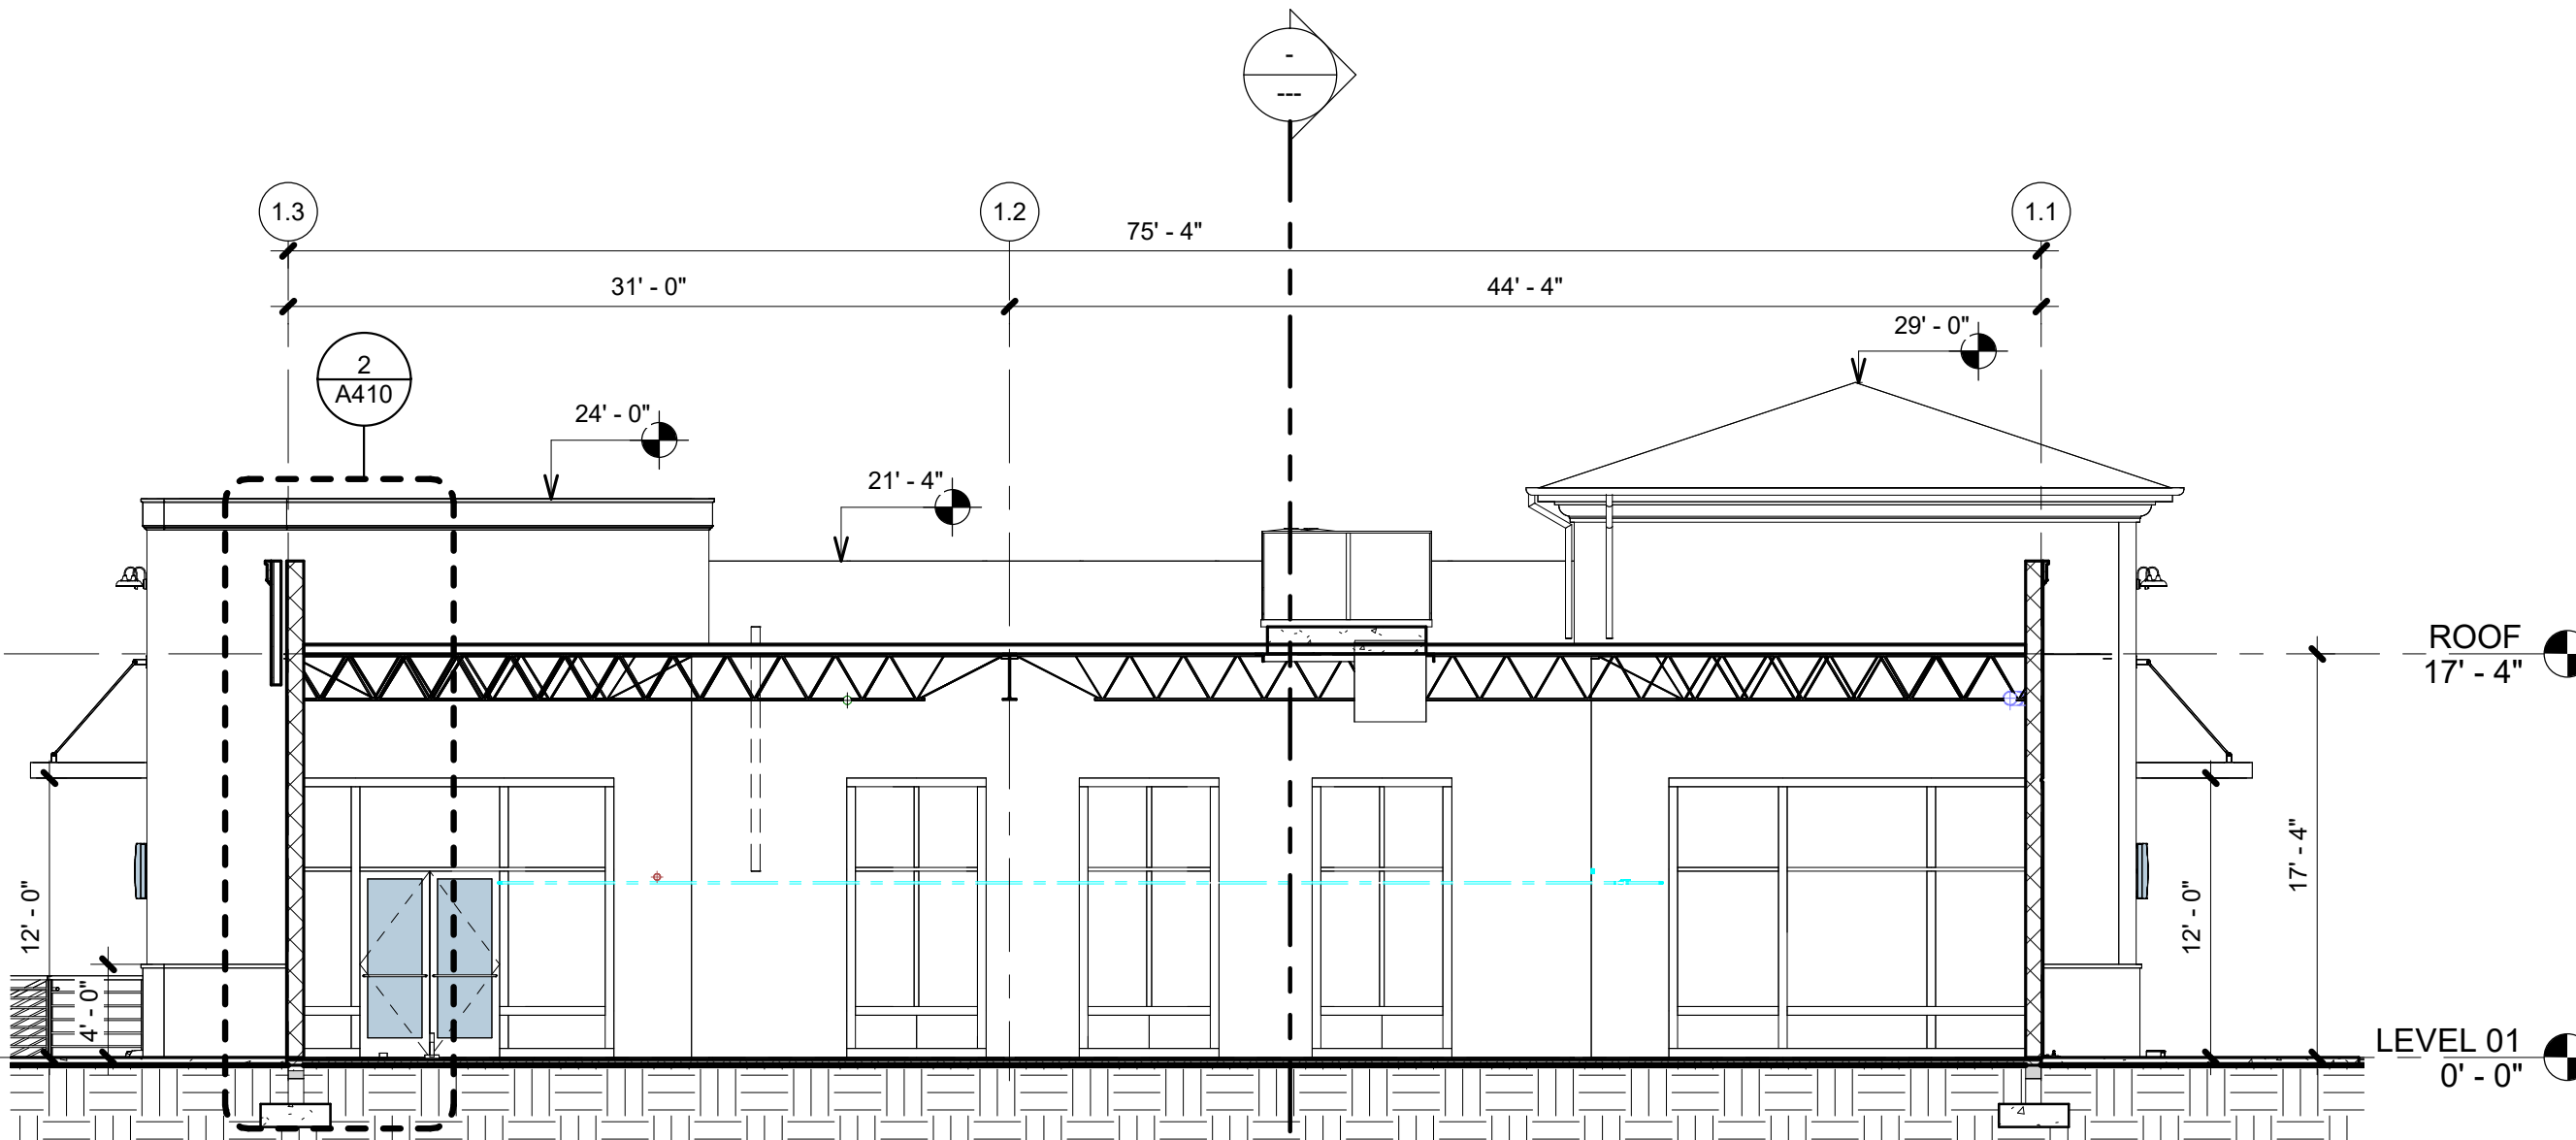 -
---
1.3
1.2
1.1
75' - 4"
31' - 0"
44' - 4"
29' - 0"
2
A410
24' - 0"
21' - 4"
ROOF
17' - 4"
12' - 0"
4' - 0"
12' - 0"
17' - 4"
LEVEL 01
0' - 0"